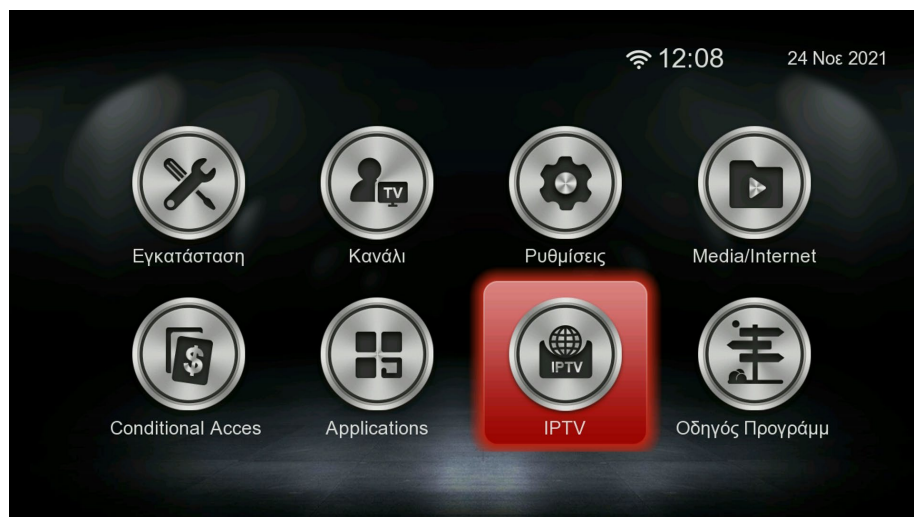 12:08 24 Νοε 2021
TV
Εγκατάσταση Κανάλι Ρυθμίσεις Media/Internet
$ IPTV
Conditional Acces Applications IPTV Οδηγός Προγράμμ